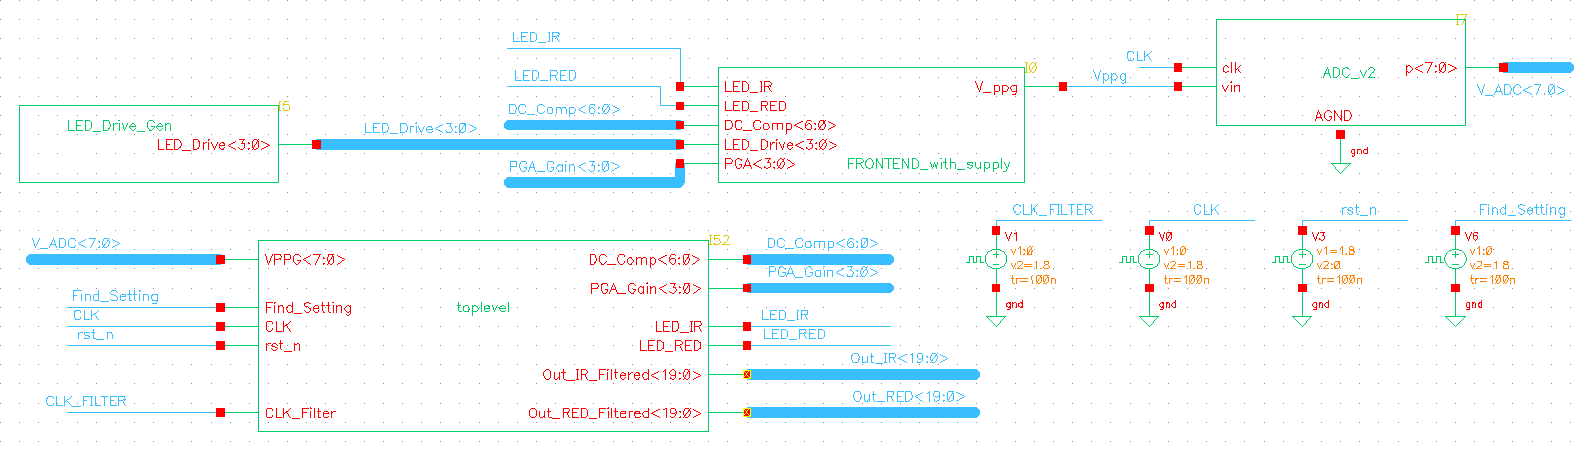 I7
LED_IR
CLK
LED_RED
I0
clk
ADC_v2
p<7:0>
Vppg
vin
V_ADC<7.0>
LED_IR
V_ppg
I5
DC_Comp<6:0>
LED_RED
AGND
LED_Drive_Gen
LED_Drive<3:0>
DC_Comp<6:0>
LED_Drive<3:0>
LED_Drive<3:0>
gnd
PGA_Gain<3:0>
PGA<3:0>
FRONTEND_with_supply
CLK_FILTER
CLK
rst_n
Find_Setting
V_ADC<7:0>
I52
DC_Comp<6:0>
V1
V0
V3
V6
VPPG<7:0>
DC_Comp<6:0>
v1:0
v1:0
v1=1.8
v1:0
v2=1.8
v2=1.8
v2:0
v2=1.8
PGA_Gain<3:0>
tr=100n
tr=100n
tr=100n
tr=100n
PGA_Gain<3:0>
Find_Setting
Find_Setting
toplevel
gnd
gnd
gnd
gnd
CLK
LED_IR
CLK
LED_IR
rst_n
LED_RED
rst_n
LED_RED
Out_IR<19:0>
Out_IR_Filtered<19:0>
CLK_FILTER
Out_RED<19:0>
CLK_Filter
Out_RED_Filtered<19:0>